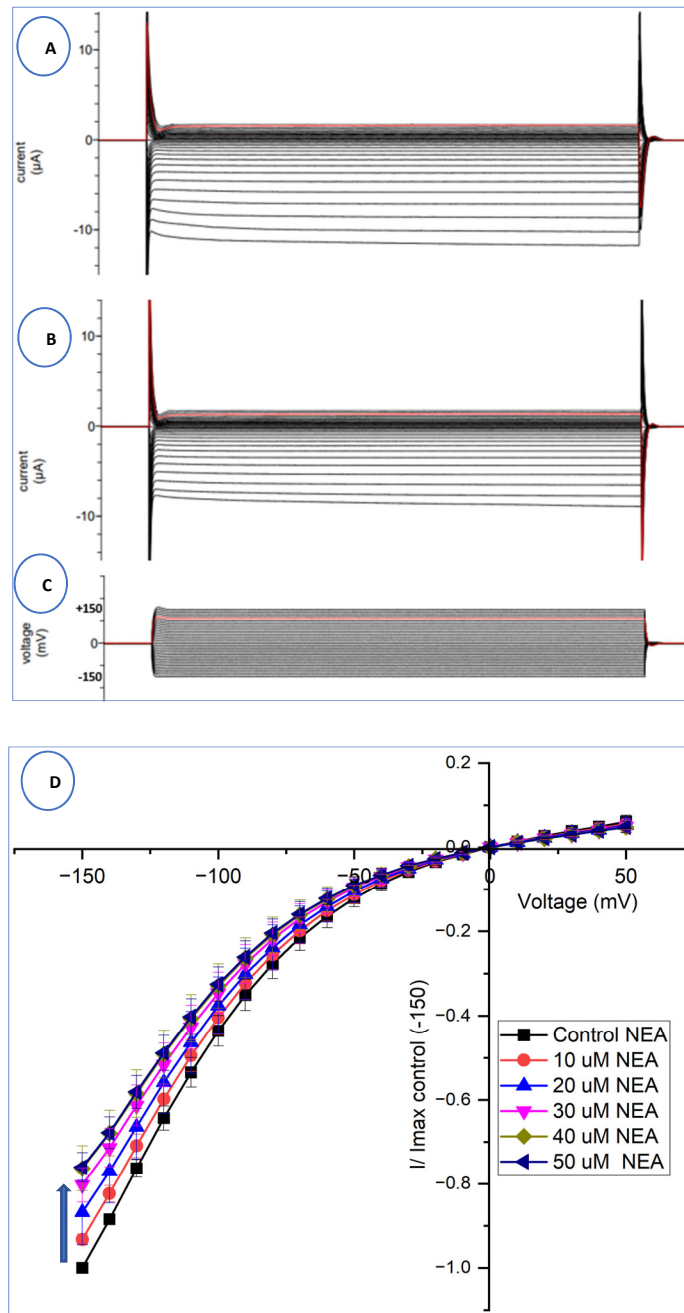 A
10
0
-10
current
(µA)
B
10
0
-10
current
(µA)
C
+150
0
-150
voltage
(mV)
D
0.2
0.0
−0.2
−0.4
−0.6
−0.8
−1.0
−150
−100
−50
0
50
Voltage (mV)
I/ Imax control (-150)
Control NEA
10 uM NEA
20 uM NEA
30 uM NEA
40 uM NEA
50 uM  NEA